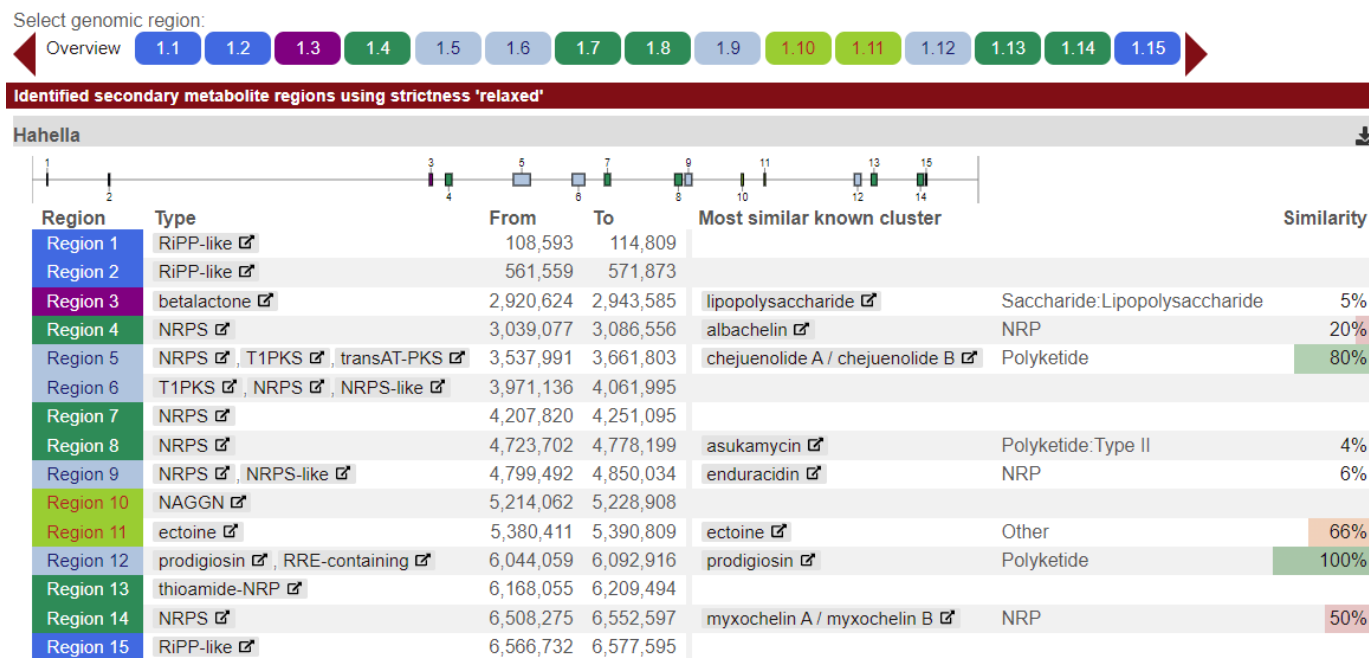 Select genomic region:
Overview 1.1 1.2 1.3 1.4 1.5 1.6 1.7 1.8 1.9 1.10 1.11 1.12 1.13 1.14 1.15
Identified secondary metabolite regions using strictness 'relaxed'
Hahella
1 3 5 7 9 11 13 15
2 4 6 8 10 12 14
Region Type From To Most similar known cluster Similarity
Region 1 RiPP-like 108,593 114,809
Region 2 RiPP-like 561,559 571,873
Region 3 betalactone 2,920,624 2,943,585 lipopolysaccharide Saccharide:Lipopolysaccharide 5%
Region 4 NRPS 3,039,077 3,086,556 albachelin NRP 20%
Region 5 NRPS , T1PKS , transAT-PKS 3,537,991 3,661,803 chejuenolide A / chejuenolide B Polyketide 80%
Region 6 T1PKS , NRPS , NRPS-like 3,971,136 4,061,995
Region 7 NRPS 4,207,820 4,251,095
Region 8 NRPS 4,723,702 4,778,199 asukamycin Polyketide:Type II 4%
Region 9 NRPS , NRPS-like 4,799,492 4,850,034 enduracidin NRP 6%
Region 10 NAGGN 5,214,062 5,228,908
Region 11 ectoine 5,380,411 5,390,809 ectoine Other 66%
Region 12 prodigiosin , RRE-containing 6,044,059 6,092,916 prodigiosin Polyketide 100%
Region 13 thioamide-NRP 6,168,055 6,209,494
Region 14 NRPS 6,508,275 6,552,597 myxochelin A / myxochelin B NRP 50%
Region 15 RiPP-like 6,566,732 6,577,595